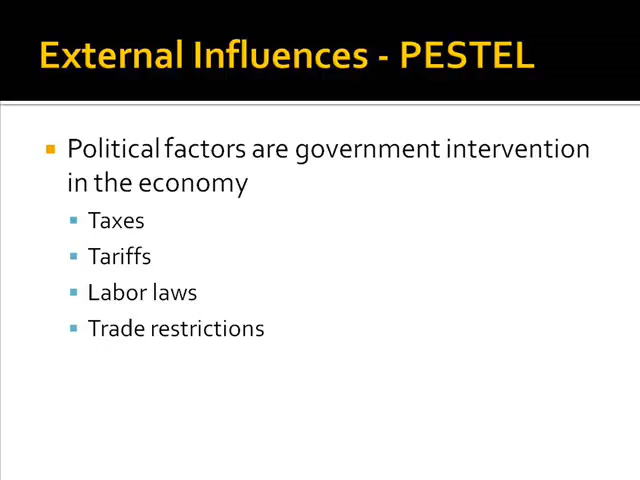 External Influences - PESTEL
Political factors are government intervention
in the economy
Taxes
Tariffs
Labor laws
Trade restrictions